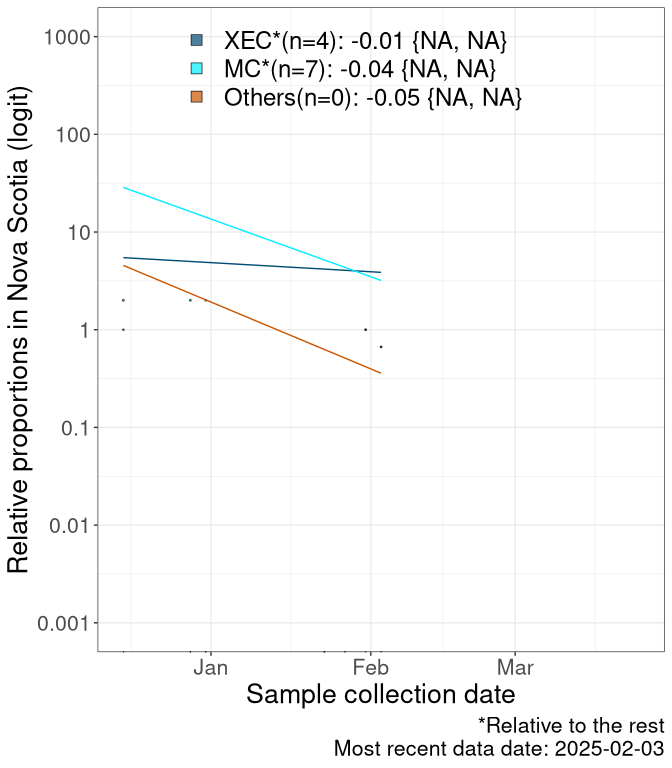 XEC*(n=4): -0.01 {NA, NA}
MC*(n=7): -0.04 {NA, NA}
Others(n=0): -0.05 {NA, NA}
Relative proportions in Nova Scotia (logit)
1000
100
10
1
0.1
0.01
0.001
Jan Feb Mar
Sample collection date
*Relative to the rest
Most recent data date: 2025-02-03